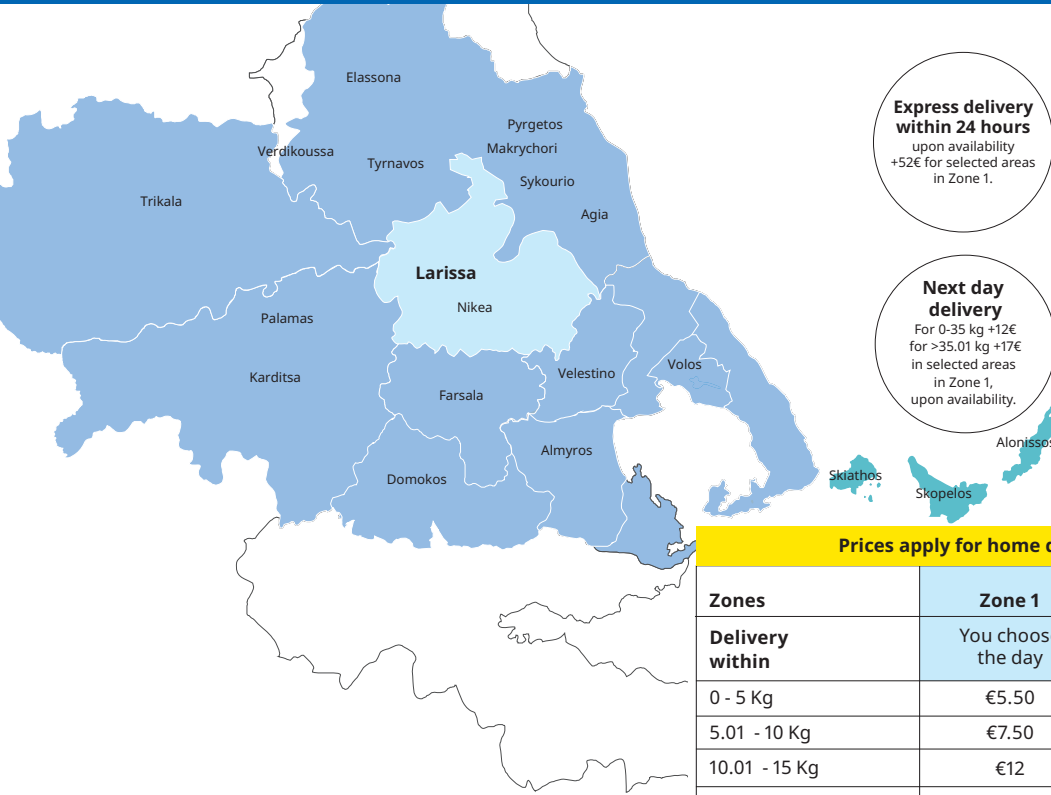 Elassona
Pyrgetos
Makrychori
Verdikoussa
Tyrnavos
Sykourio
Trikala
Agia
Larissa
Nikea
Palamas
Karditsa
Velestino
Volos
Farsala
Almyros
Domokos
Skiathos
Skopelos
Alonissos
Express delivery
within 24 hours
upon availability
+52€ for selected areas
in Zone 1.
Next day
delivery
For 0-35 kg +12€
for >35.01 kg +17€
in selected areas
in Zone 1,
upon availability.
Prices apply for home
Zones Zone 1
Delivery
within
You choos
the day
0 - 5 Kg €5.50
5.01 - 10 Kg €7.50
10.01 - 15 Kg €12